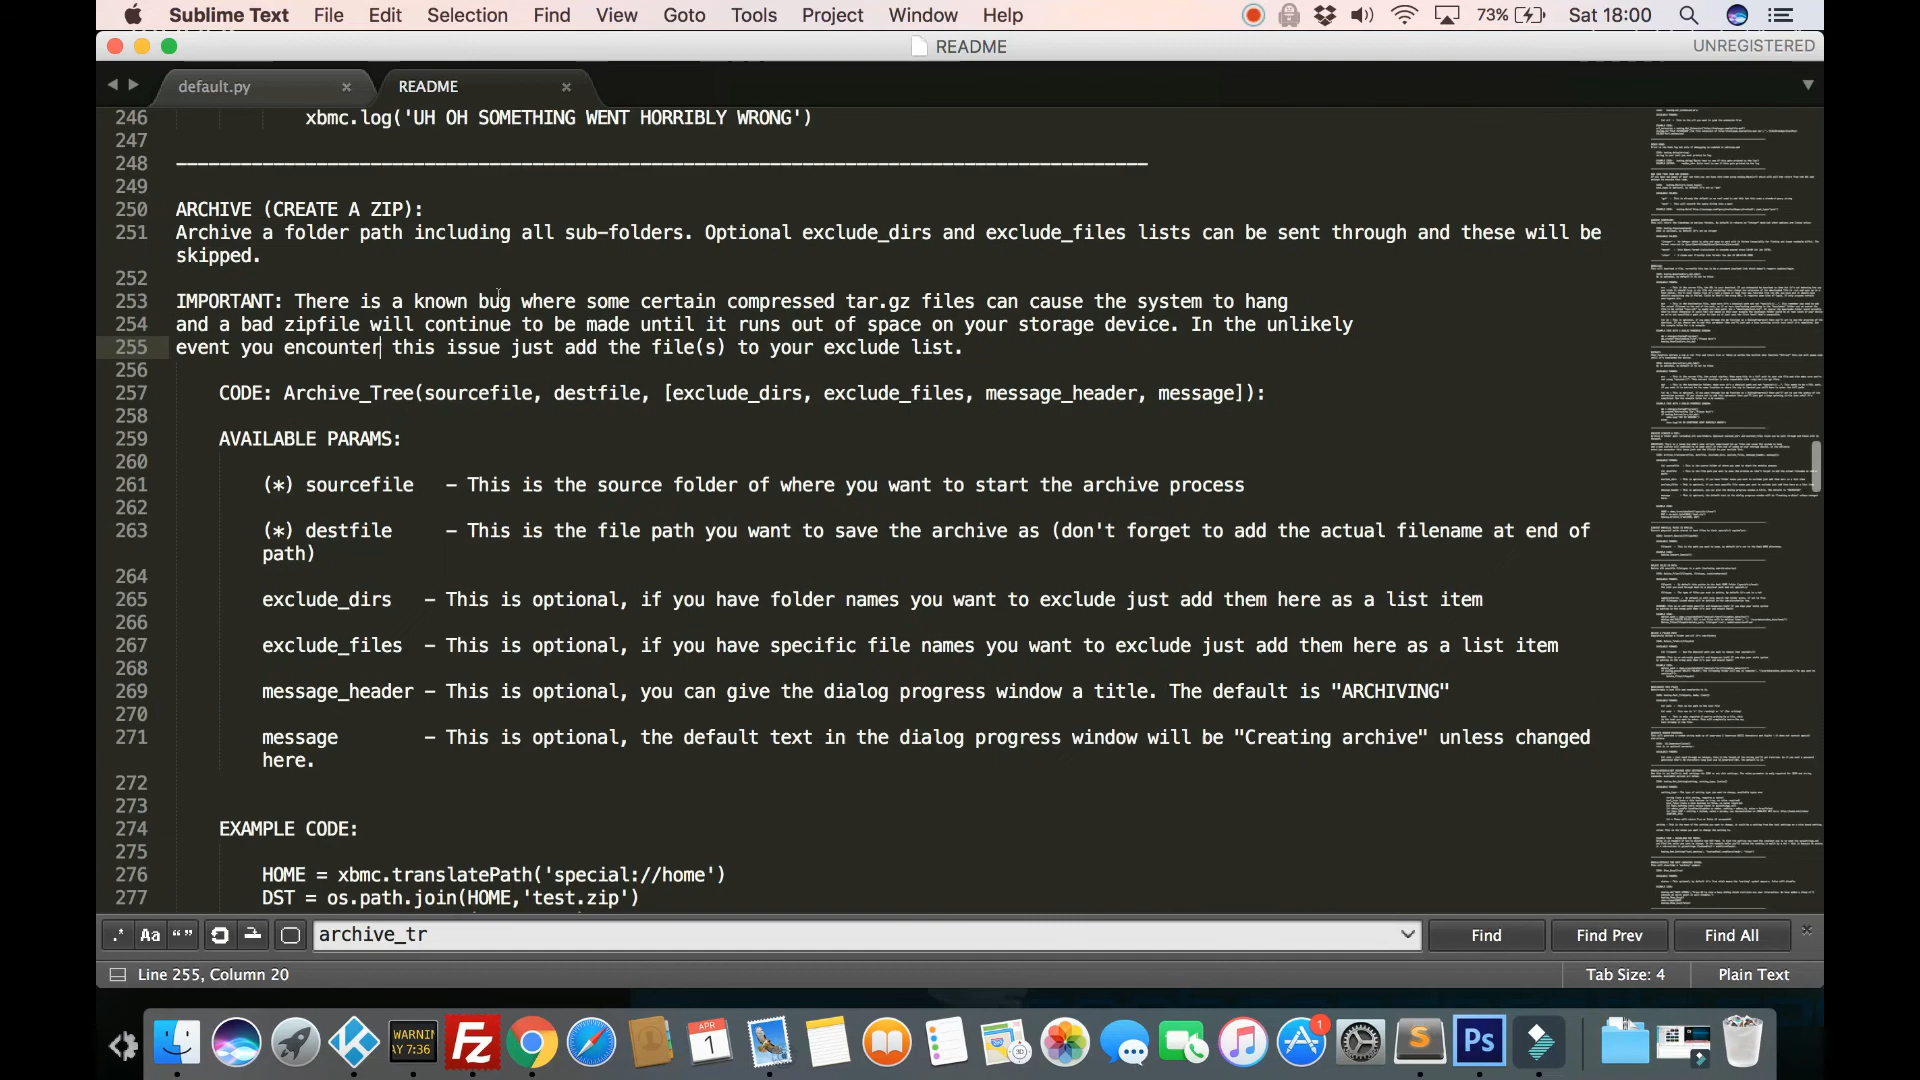 Sublime Text File Edit Selection Find View Goto Tools Project Window Help 73% Sat 18:00
README UNREGISTERED
default.py × README ×
246 xbmc.log('UH OH SOMETHING WENT HORRIBLY WRONG')
247
248 ------------------------------------------------------------------------------------------
249
250 ARCHIVE (CREATE A ZIP):
251 Archive a folder path including all sub-folders. Optional exclude_dirs and exclude_files lists can be sent through and these will be
skipped.
252
253 IMPORTANT: There is a known bug where some certain compressed tar.gz files can cause the system to hang
254 and a bad zipfile will continue to be made until it runs out of space on your storage device. In the unlikely
255 event you encounter this issue just add the file(s) to your exclude list.
256
257 CODE: Archive_Tree(sourcefile, destfile, [exclude_dirs, exclude_files, message_header, message]):
258
259 AVAILABLE PARAMS:
260
261 (*) sourcefile - This is the source folder of where you want to start the archive process
262
263 (*) destfile - This is the file path you want to save the archive as (don't forget to add the actual filename at end of
path)
264
265 exclude_dirs - This is optional, if you have folder names you want to exclude just add them here as a list item
266
267 exclude_files - This is optional, if you have specific file names you want to exclude just add them here as a list item
268
269 message_header - This is optional, you can give the dialog progress window a title. The default is "ARCHIVING"
270
271 message - This is optional, the default text in the dialog progress window will be "Creating archive" unless changed
here.
272
273
274 EXAMPLE CODE:
275
276 HOME = xbmc.translatePath('special://home')
277 DST = os.path.join(HOME,'test.zip')
.* Aa “ ” archive_tr Find Find Prev Find All ×
Line 255, Column 20 Tab Size: 4 Plain Text
WARNIN
AY 7:36
Fz
APR
1
3D
1
S
Ps